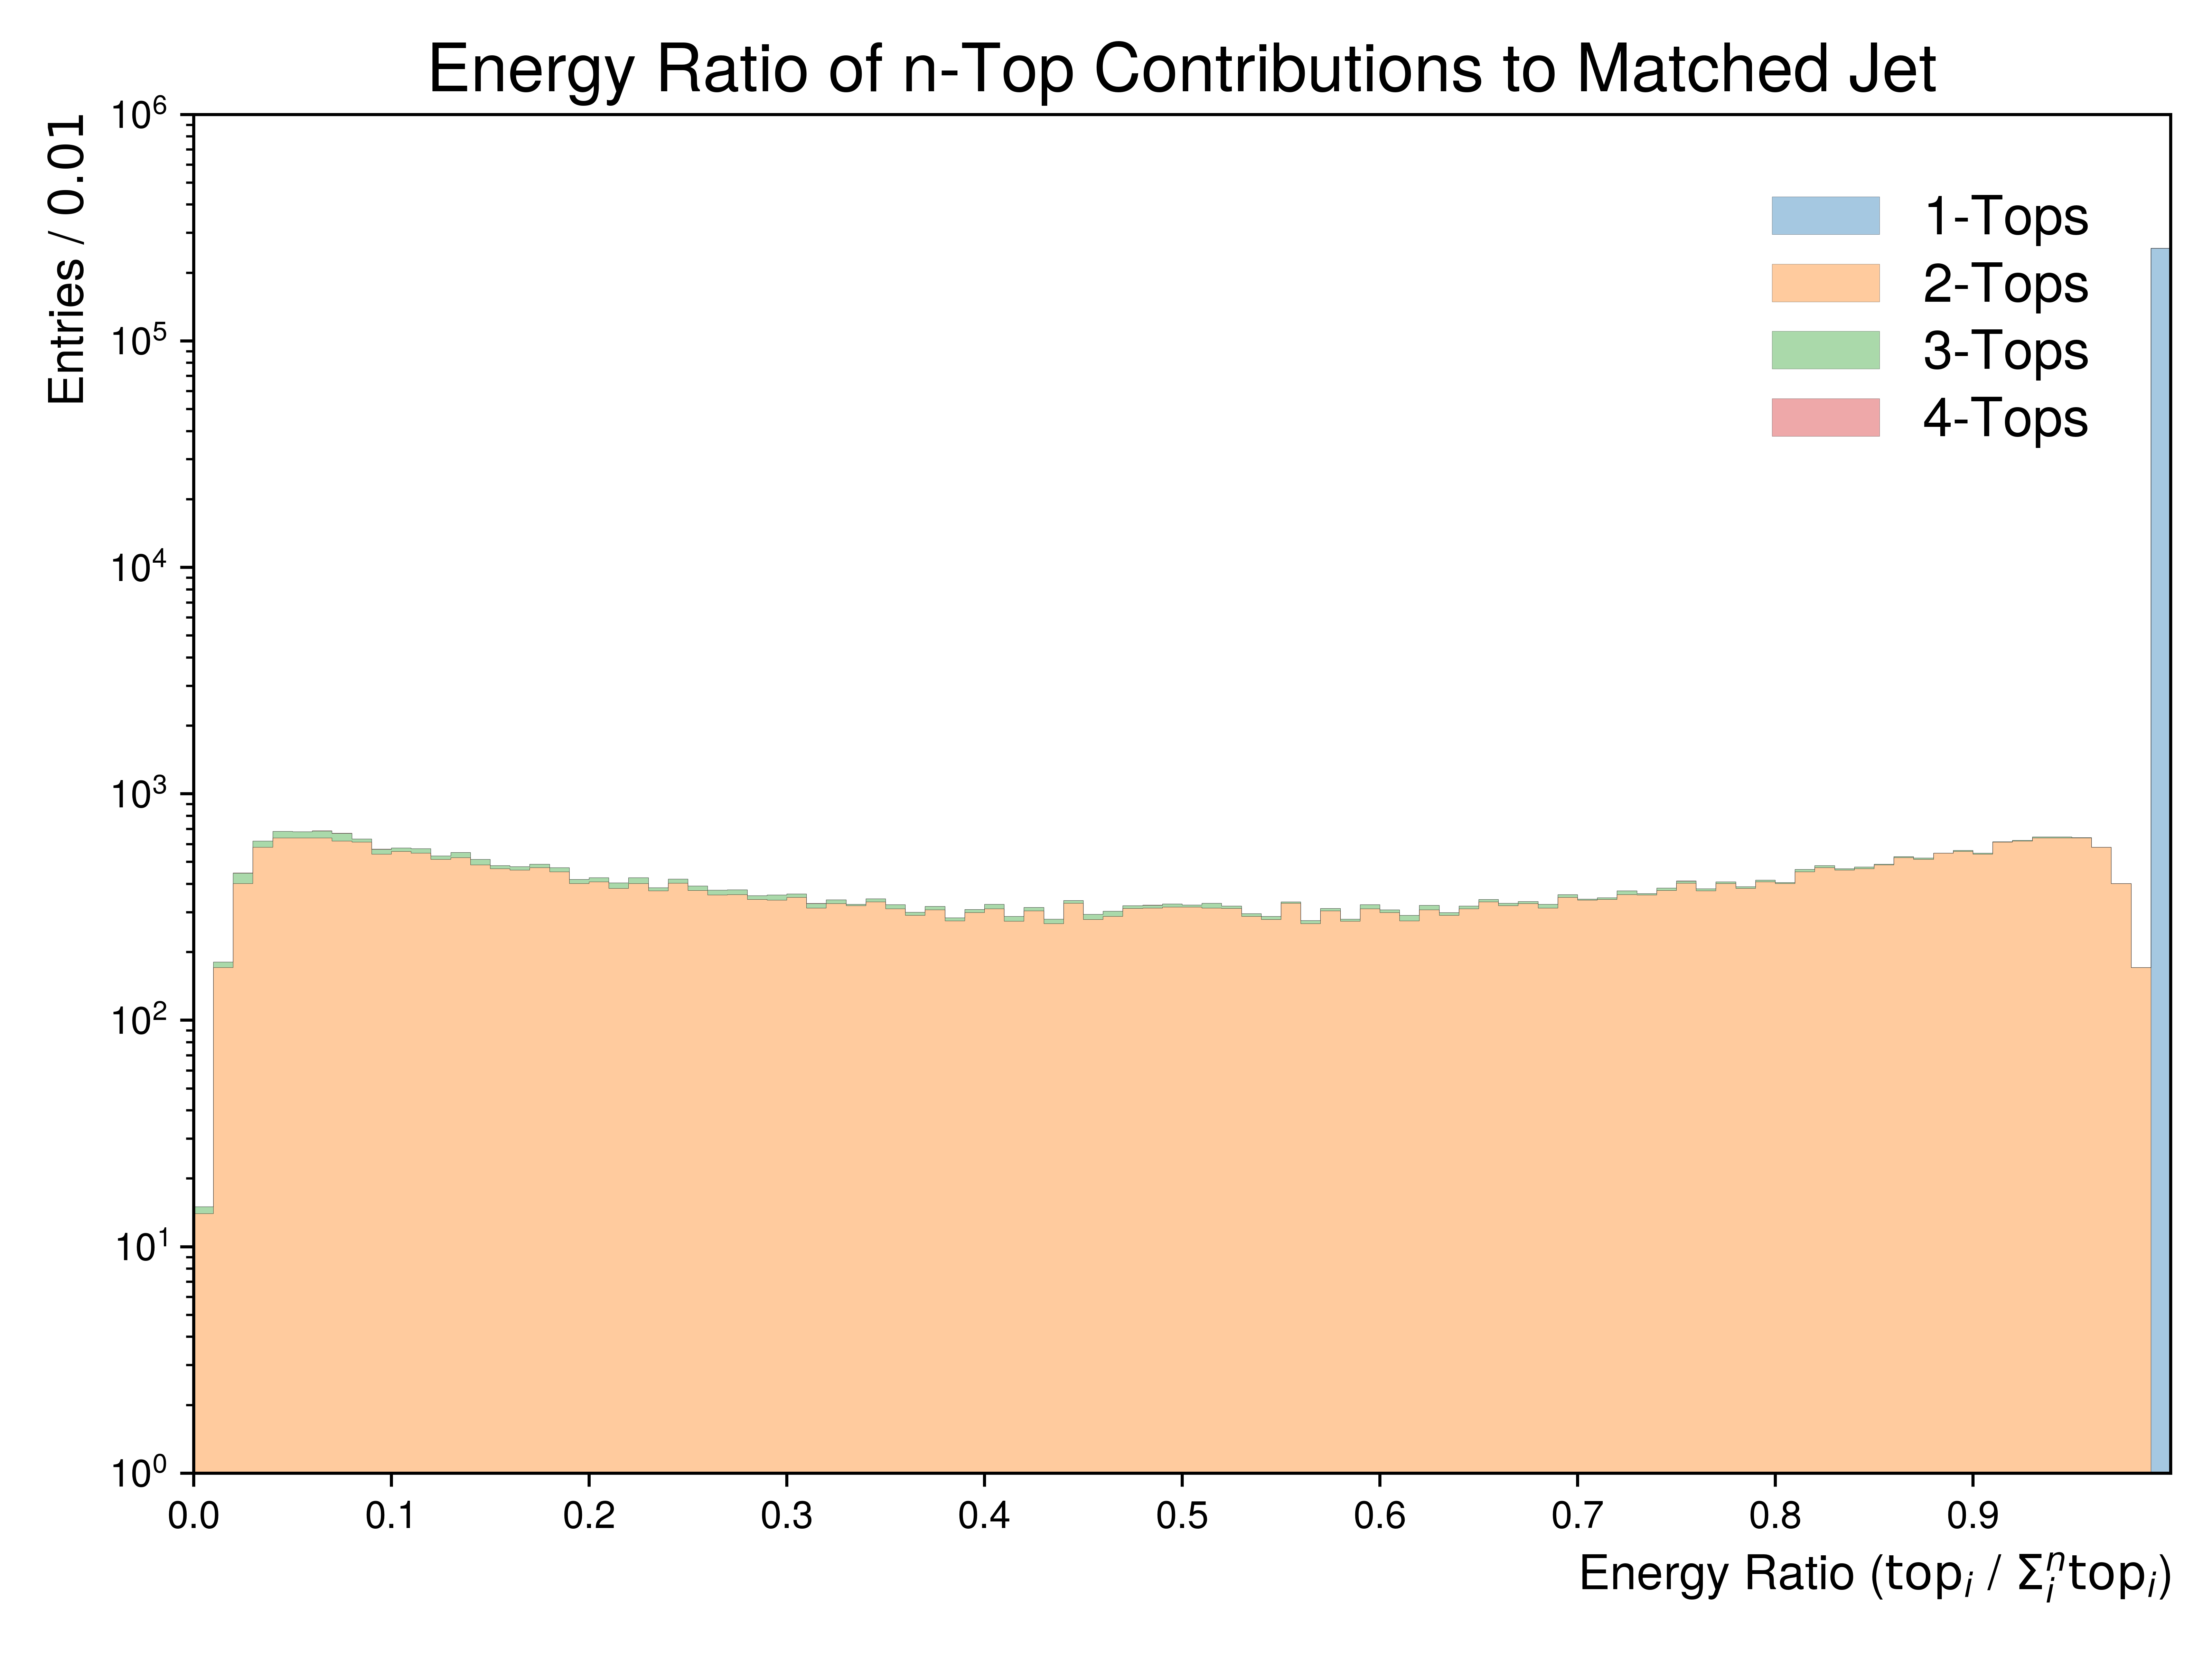 Energy Ratio of n-Top Contributions to Matched Jet
Entries / 0.01
10⁶
10⁵
10⁴
10³
10²
10¹
10⁰
1-Tops
2-Tops
3-Tops
4-Tops
0.0 0.1 0.2 0.3 0.4 0.5 0.6 0.7 0.8 0.9
Energy Ratio (topᵢ / Σᵢⁿtopᵢ)